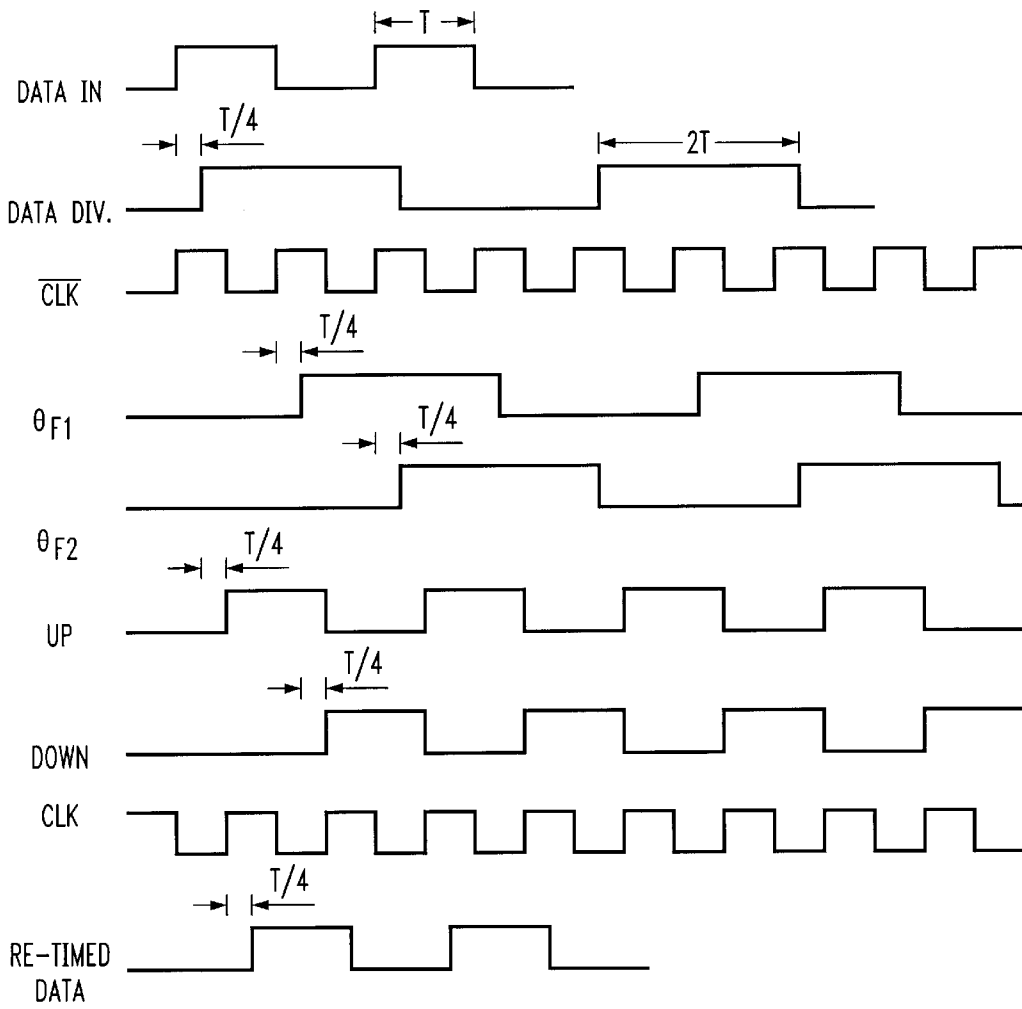 T
DATA IN
T/4
2T
DATA DIV.
CLK
T/4
θF1
T/4
θF2
T/4
UP
T/4
DOWN
CLK
T/4
RE-TIMED
DATA